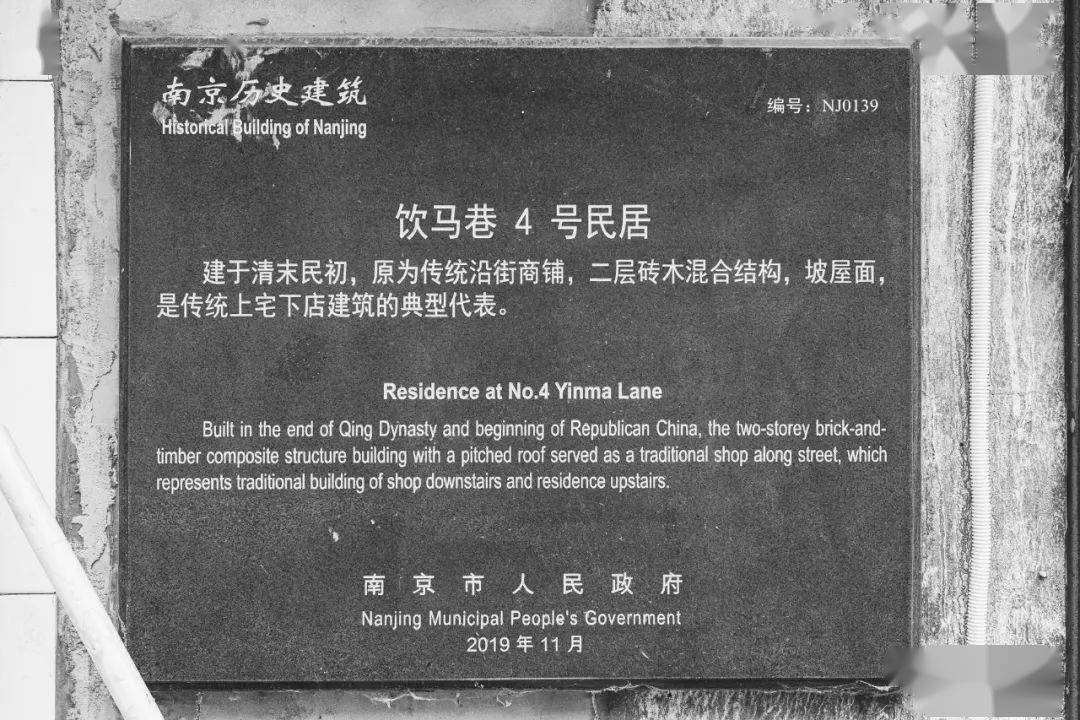 南京历史建筑
编号：NJ0139
Historical Building of Nanjing
饮马巷 4 号民居
建于清末民初，原为传统沿街商铺，二层砖木混合结构，坡屋面，
是传统上宅下店建筑的典型代表。
Residence at No.4 Yinma Lane
Built in the end of Qing Dynasty and beginning of Republican China, the two-storey brick-and-
timber composite structure building with a pitched roof served as a traditional shop along street, which
represents traditional building of shop downstairs and residence upstairs.
南京市人民政府
Nanjing Municipal People's Government
2019 年 11 月